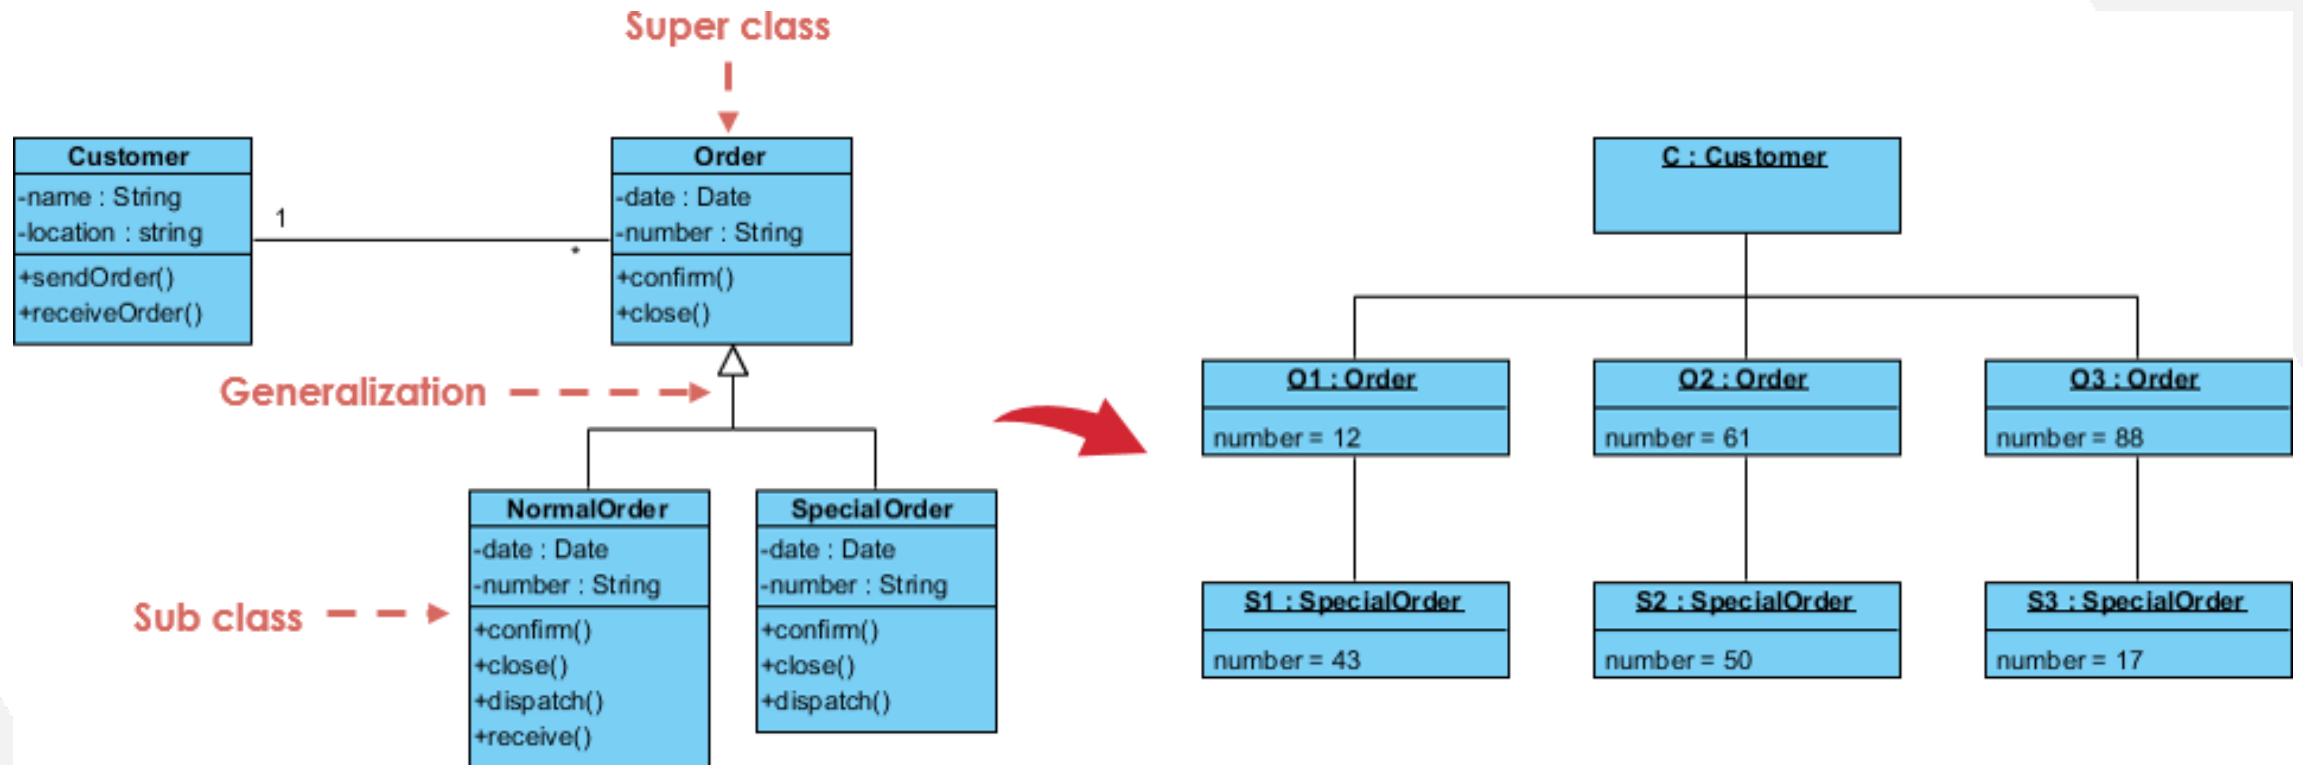 Super class
Customer
-name : String
-location : string
+sendOrder()
+receiveOrder()
1
*
Order
-date : Date
-number : String
+confirm()
+close()
Generalization
Sub class
NormalOrder
-date : Date
-number : String
+confirm()
+close()
+dispatch()
+receive()
SpecialOrder
-date : Date
-number : String
+confirm()
+close()
+dispatch()
C : Customer
O1 : Order
number = 12
O2 : Order
number = 61
O3 : Order
number = 88
S1 : SpecialOrder
number = 43
S2 : SpecialOrder
number = 50
S3 : SpecialOrder
number = 17